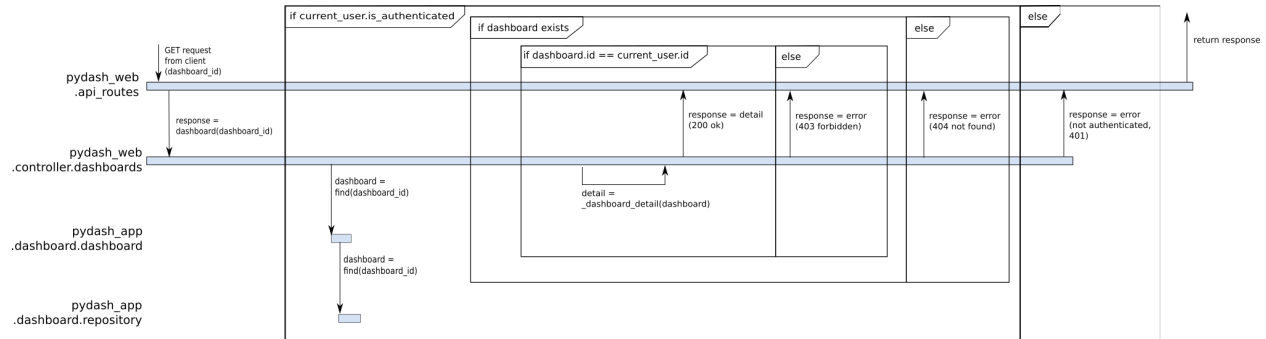 if current_user.is_authenticated
else
if dashboard exists
else
if dashboard.id == current_user.id
else
GET request
from client
(dashboard_id)
return response
pydash_web
.api_routes
response =
dashboard(dashboard_id)
response = detail
(200 ok)
response = error
(403 forbidden)
response = error
(404 not found)
response = error
(not authenticated,
401)
pydash_web
.controller.dashboards
dashboard =
find(dashboard_id)
detail =
_dashboard_detail(dashboard)
pydash_app
.dashboard.dashboard
dashboard =
find(dashboard_id)
pydash_app
.dashboard.repository